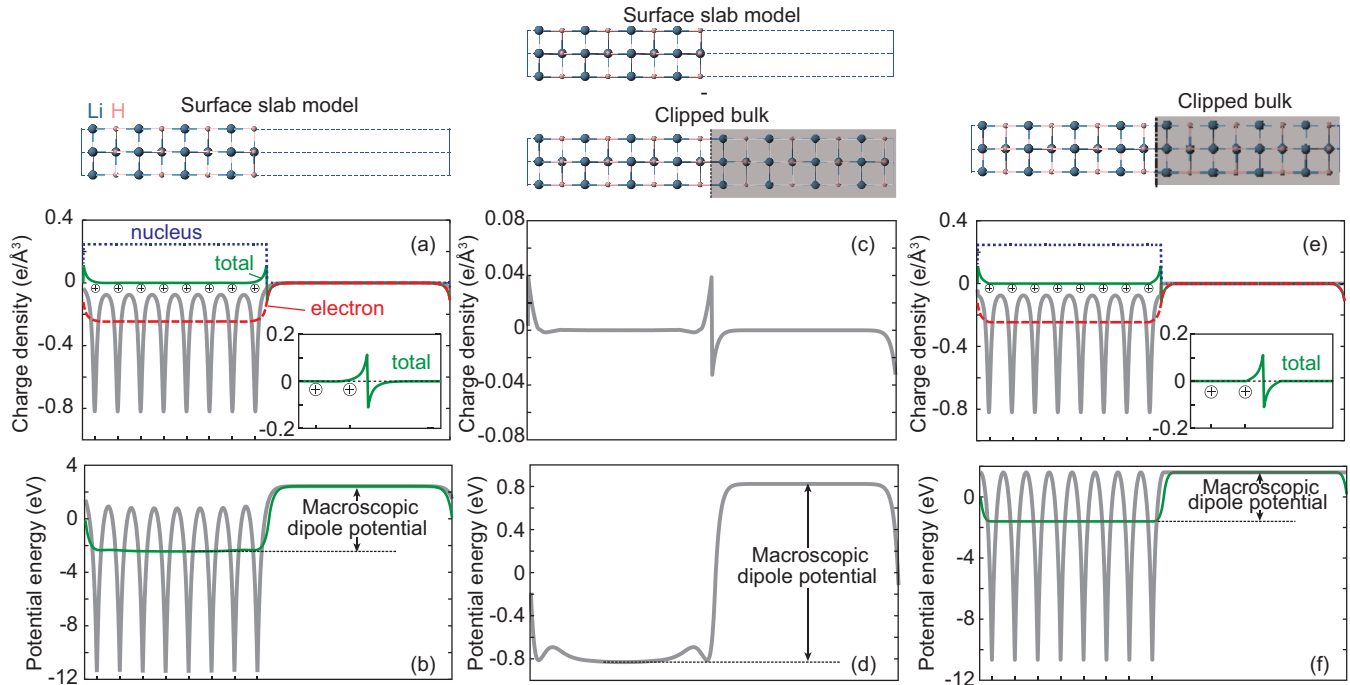 Surface slab model
-
Li H
Surface slab model
Clipped bulk
Clipped bulk
Charge density (e/Å³)
0.4
0
-0.4
-0.8
nucleus
total
electron
(a)
0.2
0
-0.2
total
Charge density (e/Å³)
0.08
0.04
0
-0.04
-0.08
(c)
Charge density (e/Å³)
0.4
0
-0.4
-0.8
(e)
0.2
0
-0.2
total
Potential energy (eV)
4
0
-4
-8
-12
Macroscopic
dipole potential
(b)
Potential energy (eV)
0.8
0.4
0
-0.4
-0.8
Macroscopic
dipole potential
(d)
Potential energy (eV)
0
-4
-8
-12
Macroscopic
dipole potential
(f)